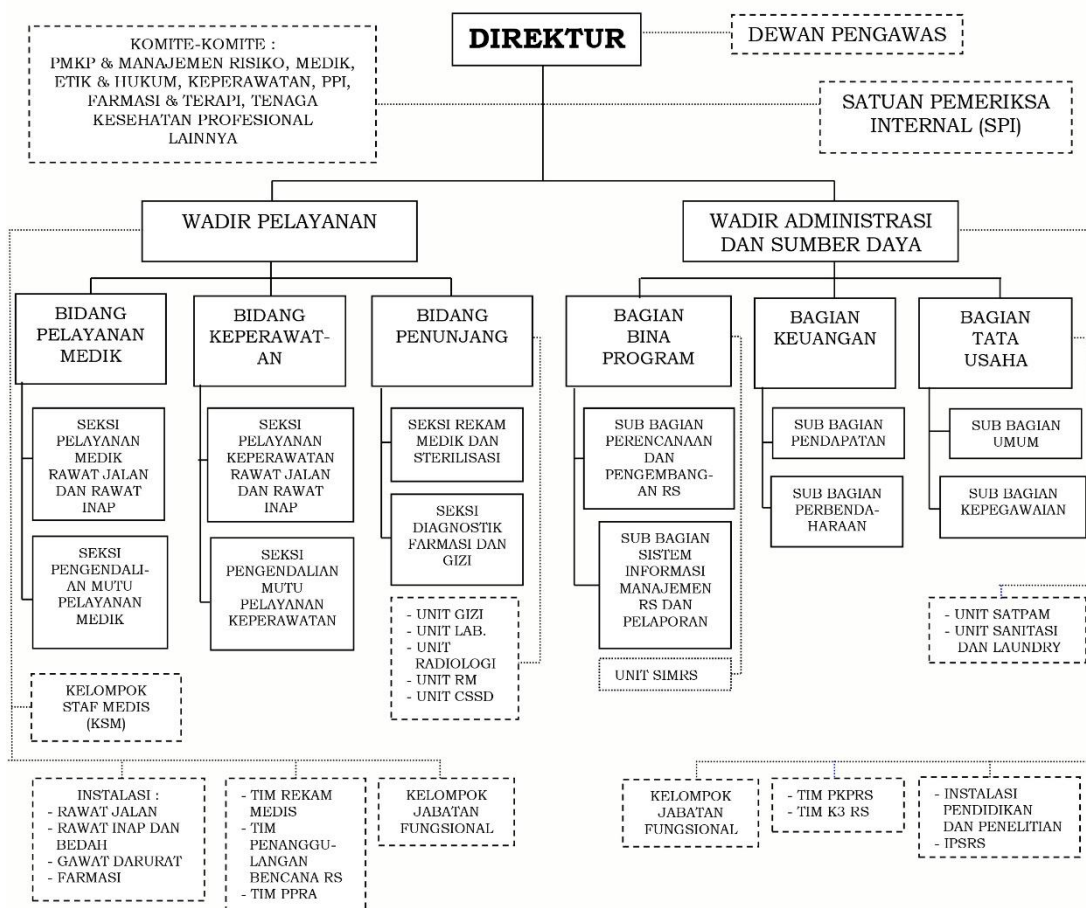 DIREKTUR
DEWAN PENGAWAS
KOMITE-KOMITE :
PMKP & MANAJEMEN RISIKO, MEDIK,
ETIK & HUKUM, KEPERAWATAN, PPI,
FARMASI & TERAPI, TENAGA
KESEHATAN PROFESIONAL
LAINNYA
SATUAN PEMERIKSA
INTERNAL (SPI)
WADIR PELAYANAN
WADIR ADMINISTRASI
DAN SUMBER DAYA
BIDANG
PELAYANAN
MEDIK
BIDANG
KEPERAWAT-
AN
BIDANG
PENUNJANG
BAGIAN
BINA
PROGRAM
BAGIAN
KEUANGAN
BAGIAN
TATA
USAHA
SEKSI
PELAYANAN
MEDIK
RAWAT JALAN
DAN RAWAT
INAP
SEKSI
PELAYANAN
KEPERAWATAN
RAWAT JALAN
DAN RAWAT
INAP
SEKSI REKAM
MEDIK DAN
STERILISASI
SUB BAGIAN
PERENCANAAN
DAN
PENGEMBANG-
AN RS
SUB BAGIAN
PENDAPATAN
SUB BAGIAN
UMUM
SEKSI
PENGENDALI-
AN MUTU
PELAYANAN
MEDIK
SEKSI
PENGENDALIAN
MUTU
PELAYANAN
KEPERAWATAN
SEKSI
DIAGNOSTIK
FARMASI DAN
GIZI
SUB BAGIAN
SISTEM
INFORMASI
MANAJEMEN
RS DAN
PELAPORAN
SUB BAGIAN
PERBENDA-
HARAAN
SUB BAGIAN
KEPEGAWAIAN
- UNIT GIZI
- UNIT LAB.
- UNIT
RADIOLOGI
- UNIT RM
- UNIT CSSD
UNIT SIMRS
- UNIT SATPAM
- UNIT SANITASI
DAN LAUNDRY
KELOMPOK
STAF MEDIS
(KSM)
INSTALASI :
- RAWAT JALAN
- RAWAT INAP DAN
BEDAH
- GAWAT DARURAT
- FARMASI
- TIM REKAM
MEDIS
- TIM
PENANGGU-
LANGAN
BENCANA RS
- TIM PPRA
KELOMPOK
JABATAN
FUNGSIONAL
KELOMPOK
JABATAN
FUNGSIONAL
- TIM PKPRS
- TIM K3 RS
- INSTALASI
PENDIDIKAN
DAN PENELITIAN
- IPSRS